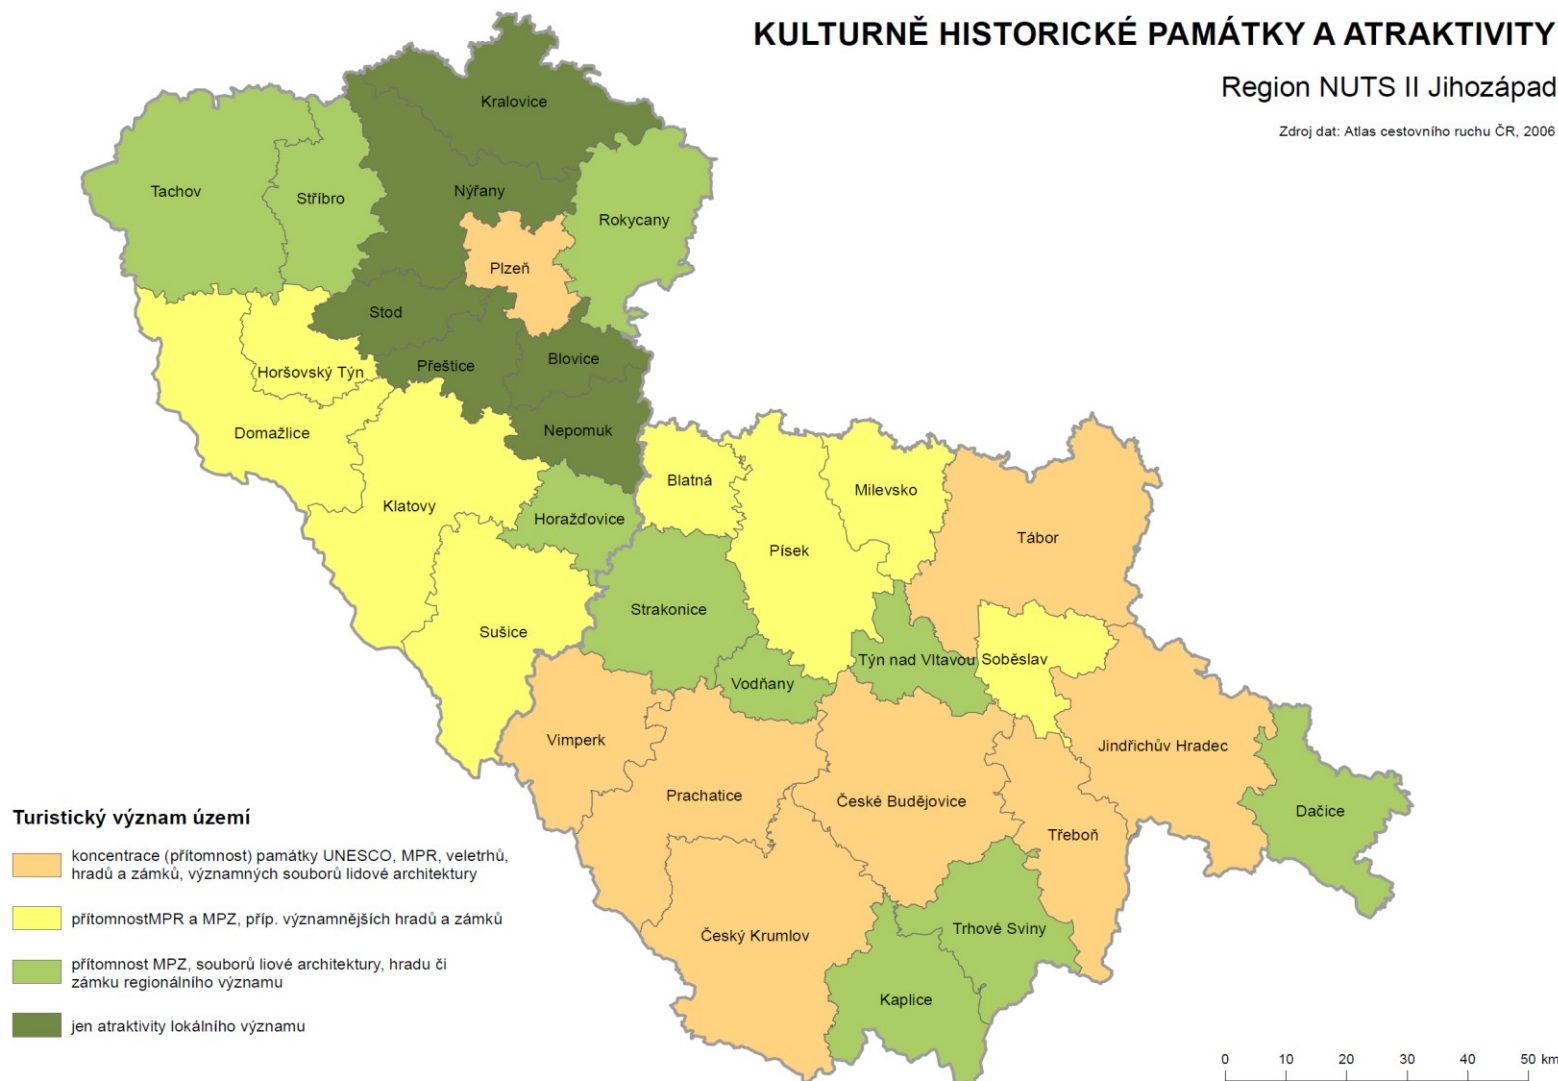 KULTURNĚ HISTORICKÉ PAMÁTKY A ATRAKTIVITY
Region NUTS II Jihozápad
Zdroj dat: Atlas cestovního ruchu ČR, 2006
Kralovice
Tachov
Stříbro
Nýřany
Rokycany
Plzeň
Stod
Přeštice
Blovice
Horšovský Týn
Domažlice
Nepomuk
Klatovy
Horažďovice
Blatná
Milevsko
Písek
Tábor
Strakonice
Sušice
Vodňany
Týn nad Vltavou
Soběslav
Vimperk
Prachatice
České Budějovice
Jindřichův Hradec
Třeboň
Dačice
Český Krumlov
Trhové Sviny
Kaplice
Turistický význam území
koncentrace (přítomnost) památky UNESCO, MPR, veletrhů,
hradů a zámků, významných souborů lidové architektury
přítomnostMPR a MPZ, příp. významnějších hradů a zámků
přítomnost MPZ, souborů liové architektury, hradu či
zámku regionálního významu
jen atraktivity lokálního významu
0 10 20 30 40 50 km